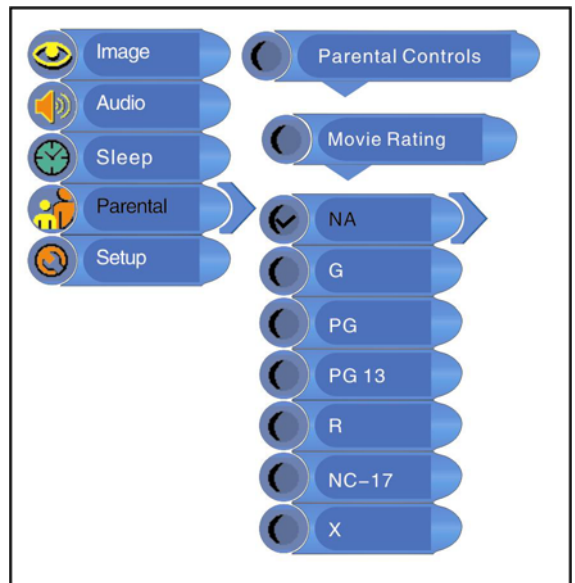 Image
Audio
Sleep
Parental
Setup
Parental Controls
Movie Rating
NA
G
PG
PG 13
R
NC-17
X